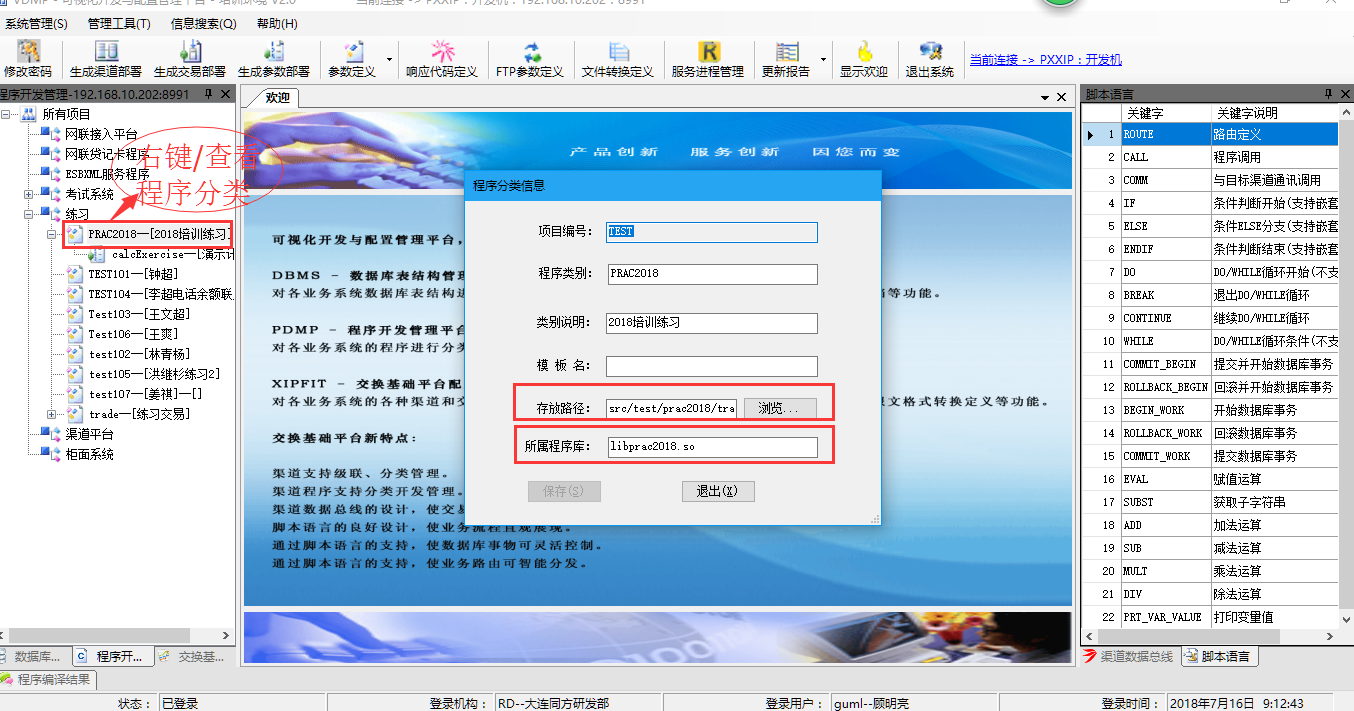 VDMP - 可视化开发与配置管理平台 - 培训环境 V2.0 当前连接 -> PXXIP：开发机：192.168.10.202：8991
系统管理(S) 管理工具(T) 信息搜索(Q) 帮助(H)
修改密码 生成渠道部署 生成交易部署 生成参数部署 参数定义 响应代码定义 FTP参数定义 文件转换定义 服务进程管理 更新报告 显示欢迎 退出系统 当前连接 -> PXXIP：开发机
程序开发管理-192.168.10.202:8991
所有项目
网联接入平台
网联贷记卡程序
ESBXML服务程序
考试系统
练习
PRAC2018—[2018培训练习]
calcExercise—[演示计
TEST101—[钟超]
TEST104—[李超电话余额联
Test103—[王文超]
Test106—[王爽]
test102—[林青杨]
test105—[洪维杉练习2]
test107—[姜祺]—[]
trade—[练习交易]
渠道平台
柜面系统
右键/查看
程序分类
数据库... 程序开... 交换基...
欢迎
产品创新 服务创新 因您而变
可视化开发与配置管理平台，
DBMS － 数据库表结构管理
对各业务系统数据库表结构进
等功能。
PDMP － 程序开发管理平台
对各业务系统的程序进行分类
XIPFIT － 交换基础平台配
对各业务系统的各种渠道和交
文格式转换定义等功能。
交换基础平台新特点：
渠道支持级联、分类管理。
渠道程序支持分类开发管理。
渠道数据总线的设计，使交易
脚本语言的良好设计，使业务流程直观展现。
通过脚本语言的支持，使数据库事物可灵活控制。
通过脚本语言的支持，使业务路由可智能分发。
程序分类信息
项目编号： TEST
程序类别： PRAC2018
类别说明： 2018培训练习
模 板 名：
存放路径： src/test/prac2018/tra 浏览...
所属程序库： libprac2018.so
保存(S) 退出(X)
脚本语言
关键字 关键字说明
1 ROUTE 路由定义
2 CALL 程序调用
3 COMM 与目标渠道通讯调用
4 IF 条件判断开始(支持嵌套
5 ELSE 条件ELSE分支(支持嵌套
6 ENDIF 条件判断结束(支持嵌套
7 DO DO/WHILE循环开始(不支
8 BREAK 退出DO/WHILE循环
9 CONTINUE 继续DO/WHILE循环
10 WHILE DO/WHILE循环条件(不支
11 COMMIT_BEGIN 提交并开始数据库事务
12 ROLLBACK_BEGIN 回滚并开始数据库事务
13 BEGIN_WORK 开始数据库事务
14 ROLLBACK_WORK 回滚数据库事务
15 COMMIT_WORK 提交数据库事务
16 EVAL 赋值运算
17 SUBST 获取子字符串
18 ADD 加法运算
19 SUB 减法运算
20 MULT 乘法运算
21 DIV 除法运算
22 PRT_VAR_VALUE 打印变量值
渠道数据总线 脚本语言
程序编译结果
状态： 已登录 登录机构： RD--大连同方研发部 登录用户： guml--顾明亮 登录时间： 2018年7月16日 9:12:43